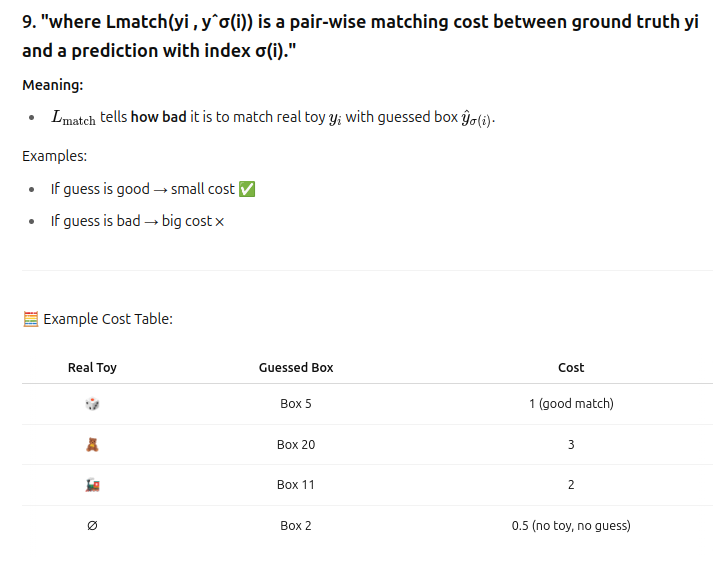 9. "where Lmatch(yi , yˆσ(i)) is a pair-wise matching cost between ground truth yi
and a prediction with index σ(i)."
Meaning:
• L_match tells how bad it is to match real toy y_i with guessed box ŷ_σ(i).
Examples:
• If guess is good → small cost ✅
• If guess is bad → big cost ×
🧮 Example Cost Table:
Real Toy Guessed Box Cost
🎲 Box 5 1 (good match)
🧸 Box 20 3
🚂 Box 11 2
∅ Box 2 0.5 (no toy, no guess)